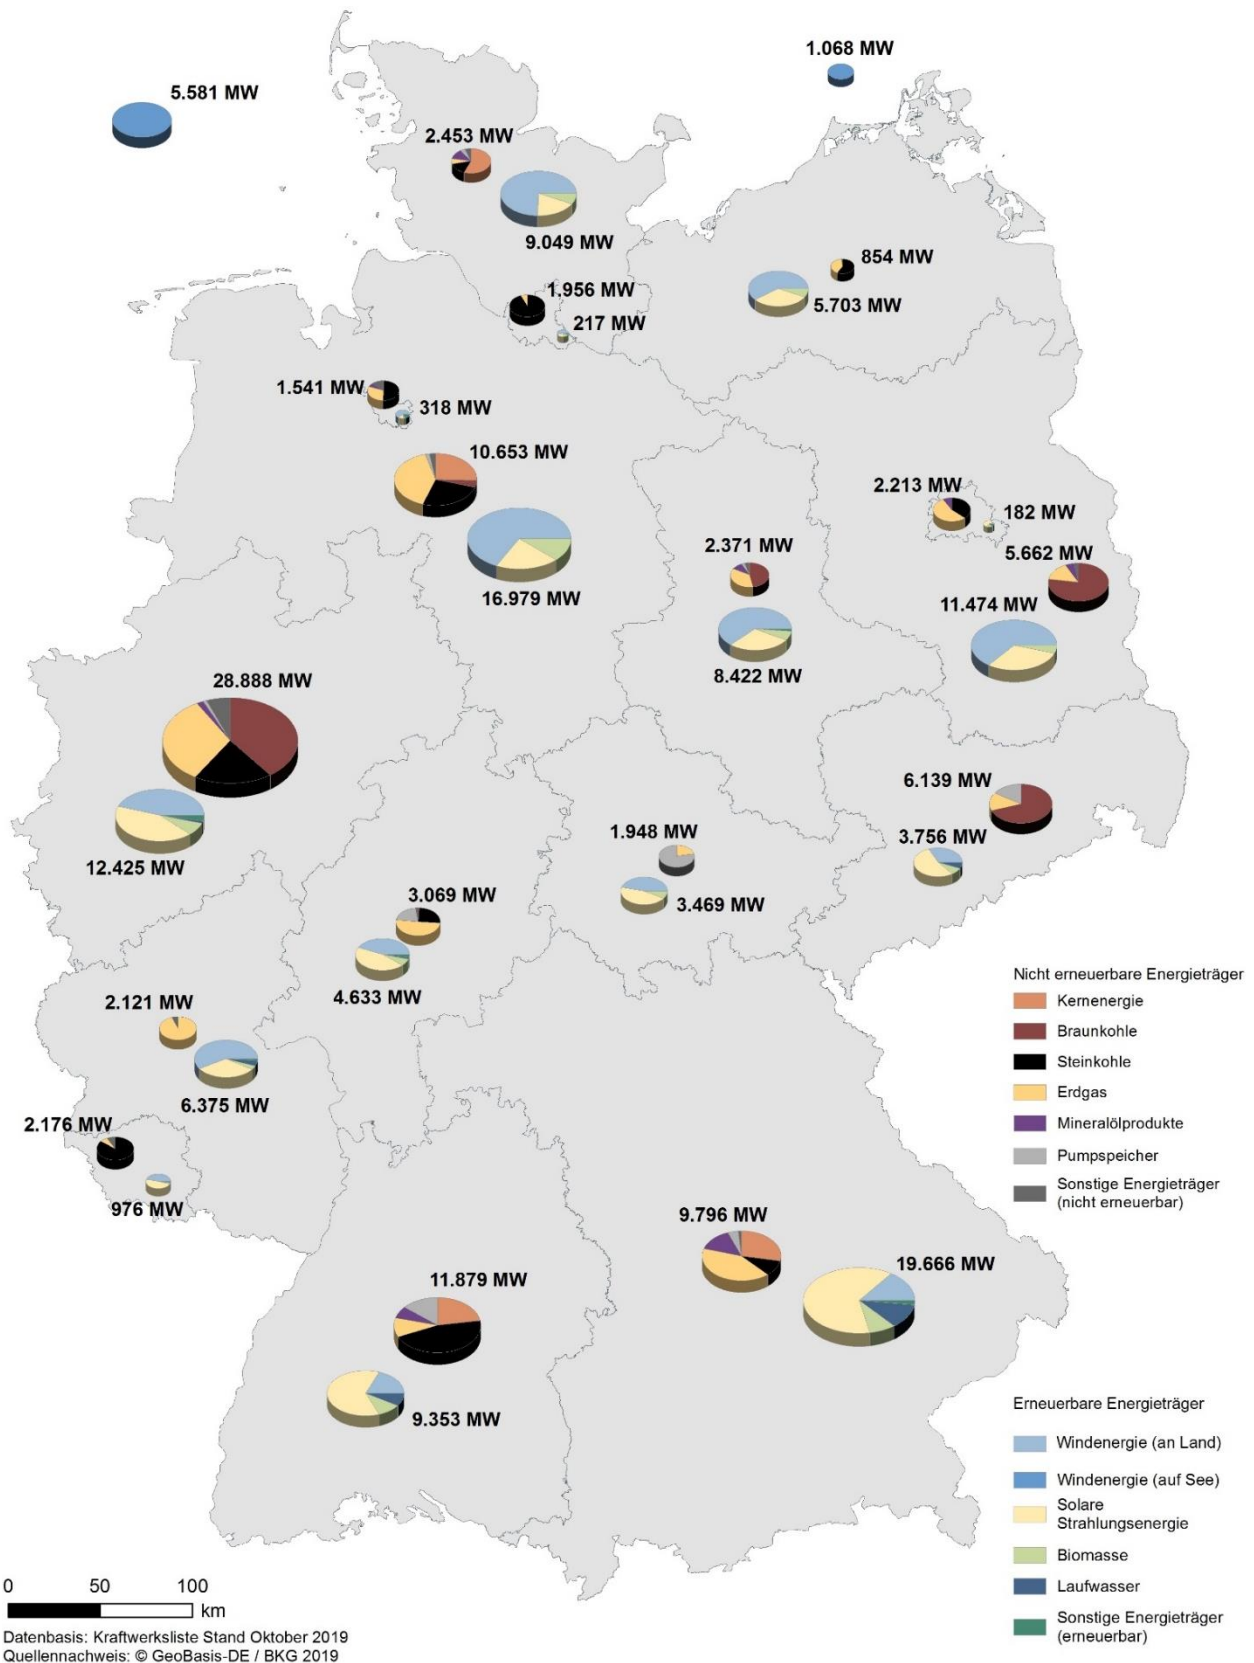 1.068 MW
5.581 MW
2.453 MW
9.049 MW
854 MW
5.703 MW
1.956 MW
217 MW
1.541 MW
318 MW
10.653 MW
16.979 MW
2.213 MW
182 MW
5.662 MW
11.474 MW
2.371 MW
8.422 MW
28.888 MW
12.425 MW
6.139 MW
3.756 MW
1.948 MW
3.469 MW
3.069 MW
4.633 MW
2.121 MW
6.375 MW
2.176 MW
976 MW
9.796 MW
19.666 MW
11.879 MW
9.353 MW
Nicht erneuerbare Energieträger
Kernenergie
Braunkohle
Steinkohle
Erdgas
Mineralölprodukte
Pumpspeicher
Sonstige Energieträger
(nicht erneuerbar)
Erneuerbare Energieträger
Windenergie (an Land)
Windenergie (auf See)
Solare
Strahlungsenergie
Biomasse
Laufwasser
Sonstige Energieträger
(erneuerbar)
0 50 100
km
Datenbasis: Kraftwerksliste Stand Oktober 2019
Quellennachweis: © GeoBasis-DE / BKG 2019